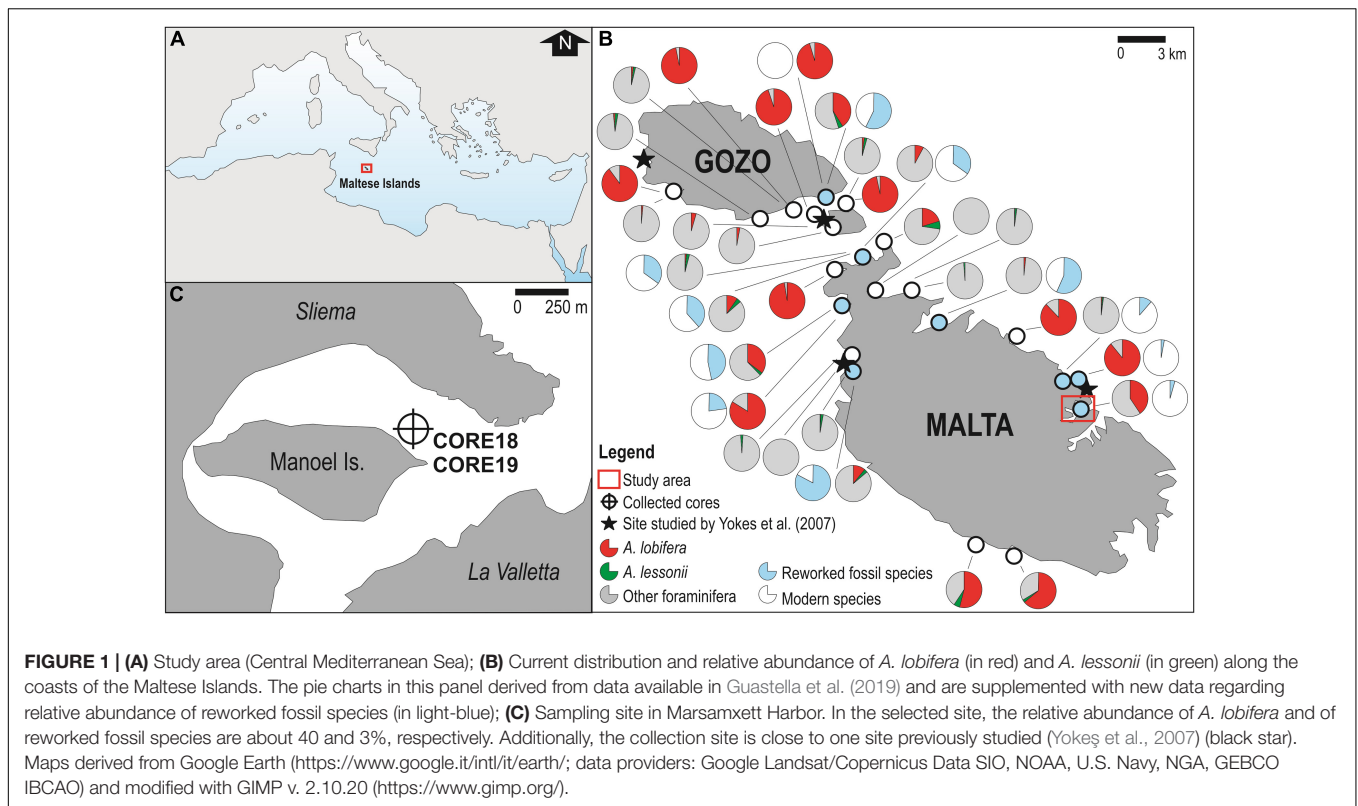 A
N
Maltese Islands
B
0 3 km
GOZO
MALTA
Legend
Study area
Collected cores
Site studied by Yokes et al. (2007)
A. lobifera
A. lessonii
Other foraminifera
Reworked fossil species
Modern species
C
0 250 m
Sliema
CORE18
CORE19
Manoel Is.
La Valletta
FIGURE 1 | (A) Study area (Central Mediterranean Sea); (B) Current distribution and relative abundance of A. lobifera (in red) and A. lessonii (in green) along the
coasts of the Maltese Islands. The pie charts in this panel derived from data available in Guastella et al. (2019) and are supplemented with new data regarding
relative abundance of reworked fossil species (in light-blue); (C) Sampling site in Marsamxett Harbor. In the selected site, the relative abundance of A. lobifera and of
reworked fossil species are about 40 and 3%, respectively. Additionally, the collection site is close to one site previously studied (Yokeş et al., 2007) (black star).
Maps derived from Google Earth (https://www.google.it/intl/it/earth/; data providers: Google Landsat/Copernicus Data SIO, NOAA, U.S. Navy, NGA, GEBCO
IBCAO) and modified with GIMP v. 2.10.20 (https://www.gimp.org/).